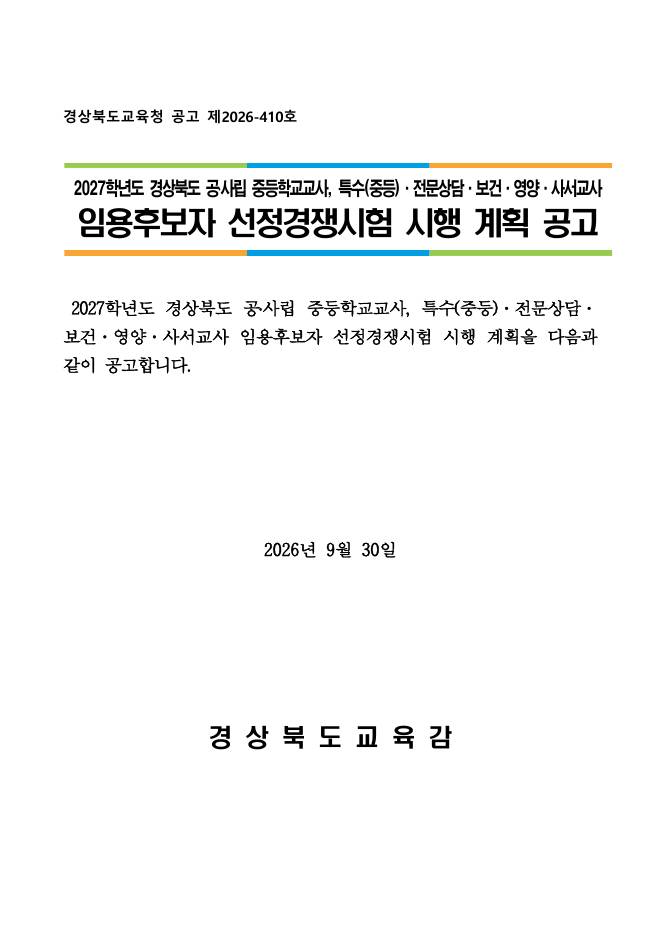 경상북도교육청 공고 제2026-410호
2027학년도 경상북도 공·사립 중등학교교사, 특수(중등)·전문상담·보건·영양·사서교사
임용후보자 선정경쟁시험 시행 계획 공고
2027학년도 경상북도 공·사립 중등학교교사, 특수(중등)·전문상담·
보건·영양·사서교사 임용후보자 선정경쟁시험 시행 계획을 다음과
같이 공고합니다.
2026년 9월 30일
경 상 북 도 교 육 감